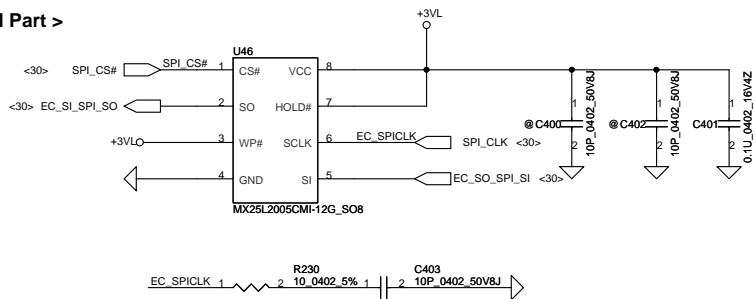 l Part >
+3VL
U46
<30> SPI_CS# SPI_CS# 1 CS# VCC 8
<30> EC_SI_SPI_SO 2 SO HOLD# 7
+3VL 3 WP# SCLK 6 EC_SPICLK SPI_CLK <30>
4 GND SI 5 EC_SO_SPI_SI <30>
MX25L2005CMI-12G_SO8
1 @C400 2 10P_0402_50V8J
1 @C402 2 10P_0402_50V8J
1 C401 2 0.1U_0402_16V4Z
R230 C403
EC_SPICLK 1 2 10_0402_5% 1 2 10P_0402_50V8J